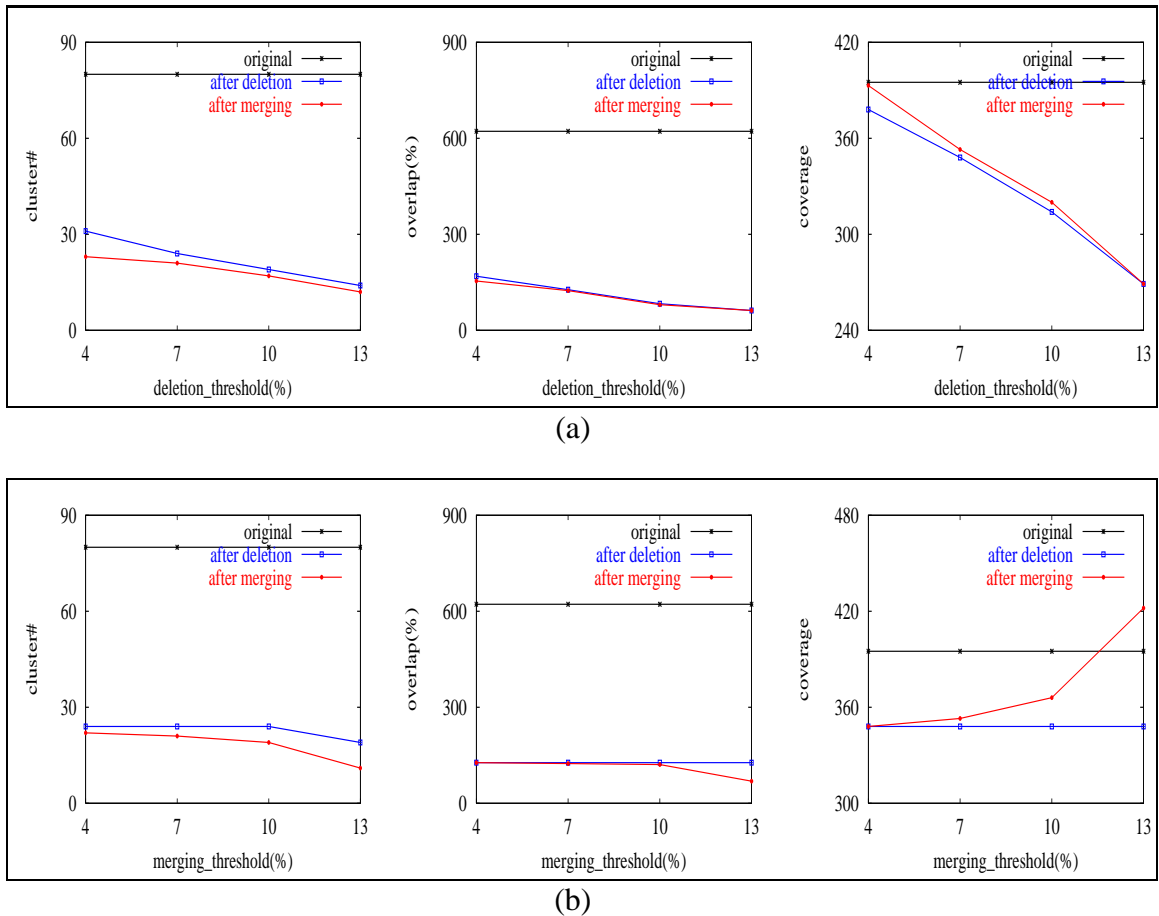 90
60
30
0
4 7 10 13
cluster#
deletion_threshold(%)
original
after deletion
after merging
900
600
300
0
4 7 10 13
overlap(%)
deletion_threshold(%)
original
after deletion
after merging
420
360
300
240
4 7 10 13
coverage
deletion_threshold(%)
original
after deletion
after merging
(a)
90
60
30
0
4 7 10 13
cluster#
merging_threshold(%)
original
after deletion
after merging
900
600
300
0
4 7 10 13
overlap(%)
merging_threshold(%)
original
after deletion
after merging
480
420
360
300
4 7 10 13
coverage
merging_threshold(%)
original
after deletion
after merging
(b)